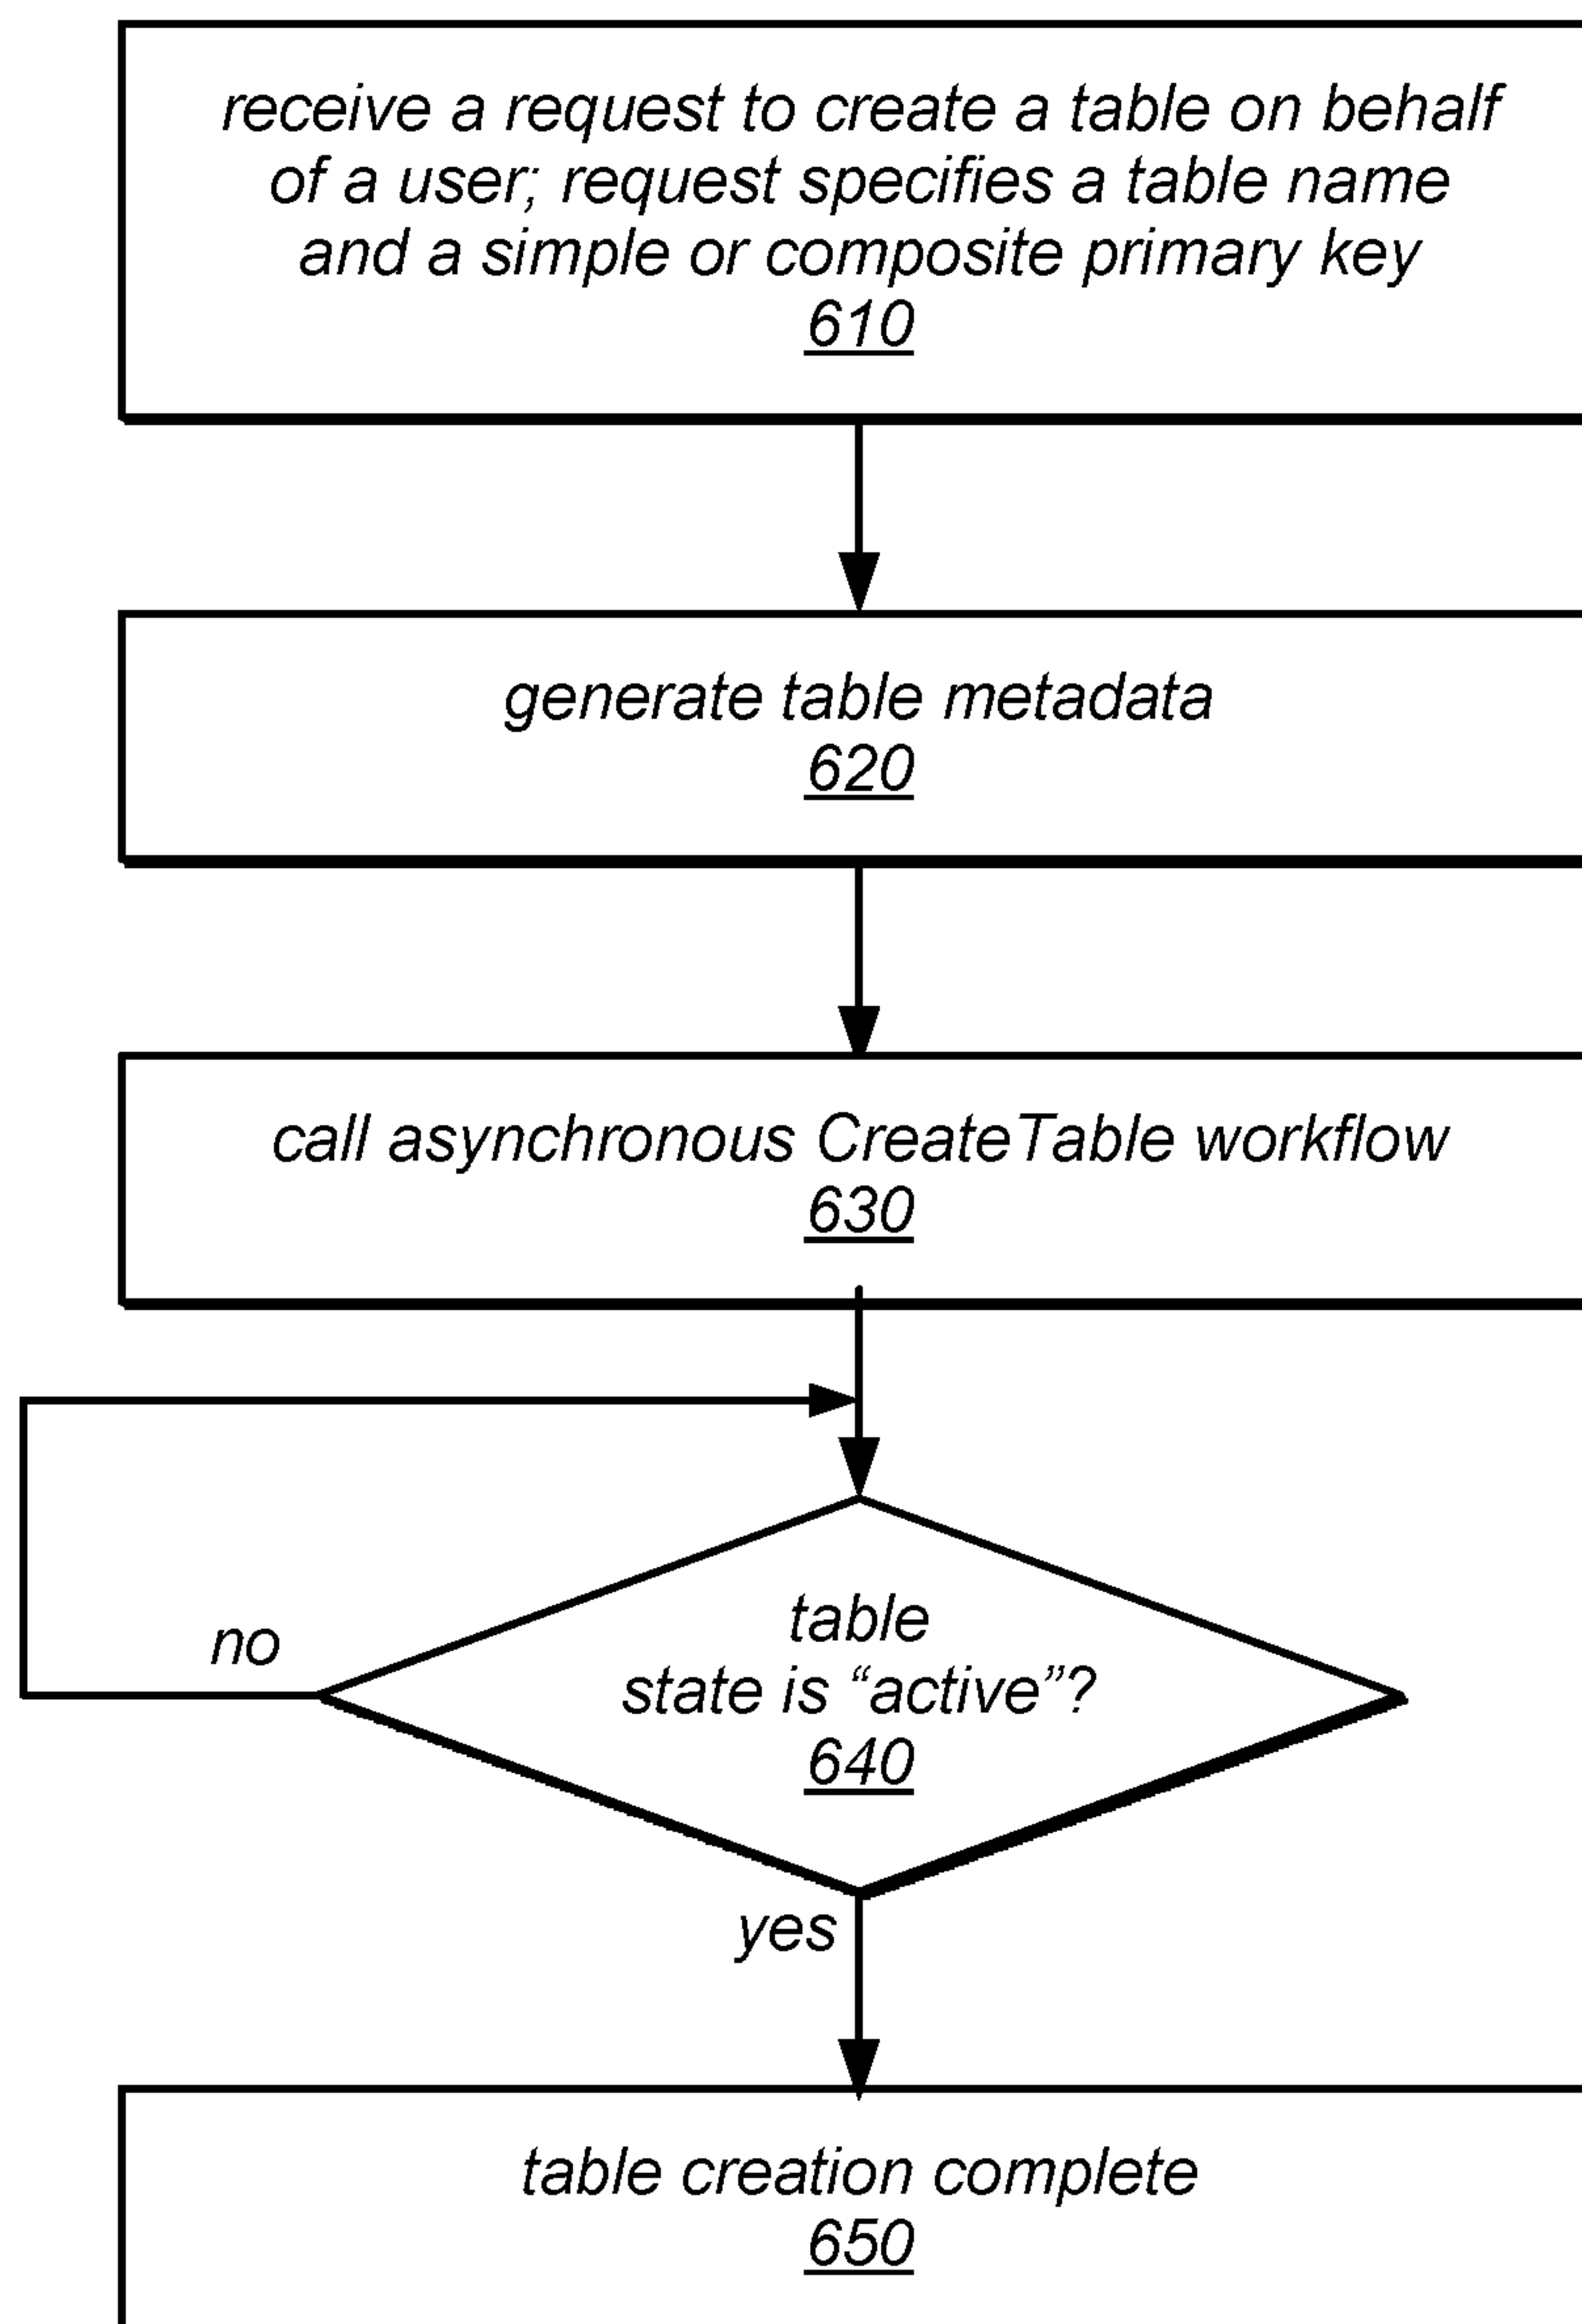 receive a request to create a table on behalf
of a user; request specifies a table name
and a simple or composite primary key
610
generate table metadata
620
call asynchronous CreateTable workflow
630
table
state is “active”?
640
no
yes
table creation complete
650